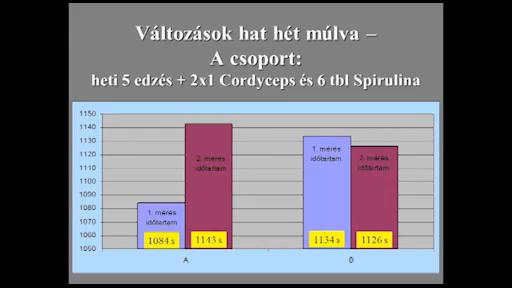 Változások hat hét múlva –
A csoport:
heti 5 edzés + 2x1 Cordyceps és 6 tbl Spirulina
1150
1140
1130
1120
1110
1100
1090
1080
1070
1060
1050
1. mérés
időtartam
1084 s
2. mérés
időtartam
1143 s
1. mérés
időtartam
1134 s
2. mérés
időtartam
1126 s
A